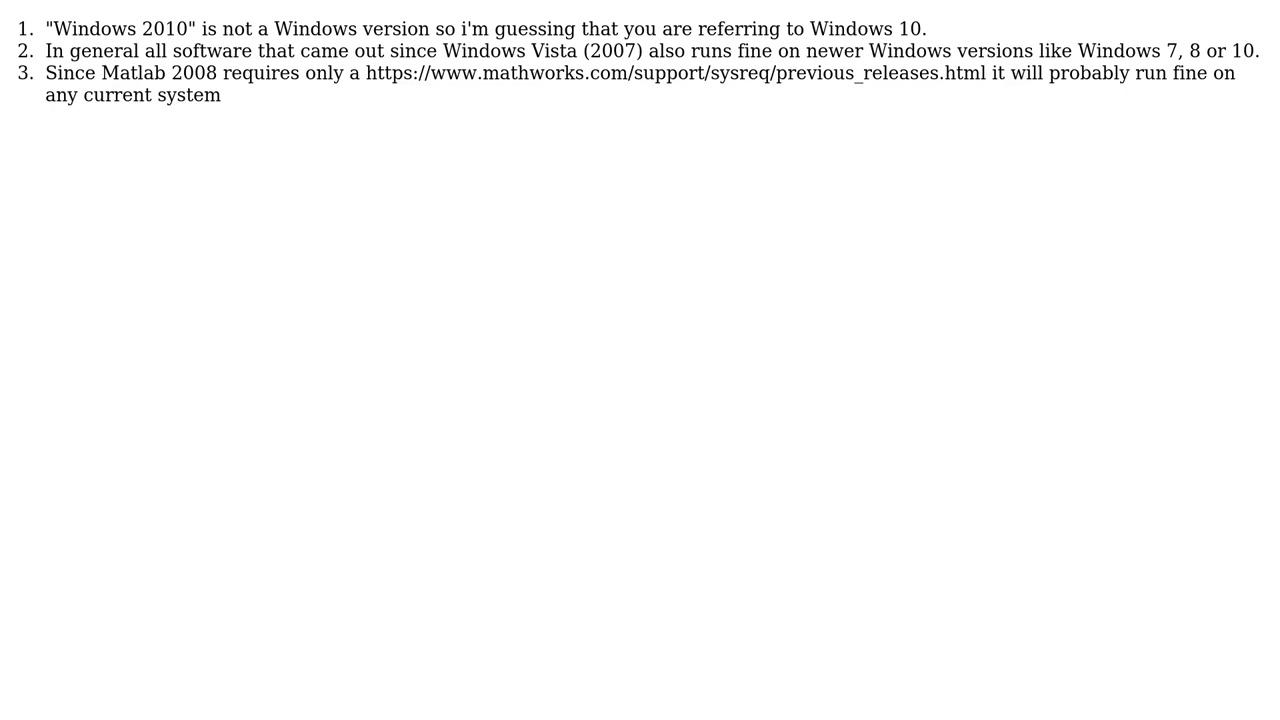 1. "Windows 2010" is not a Windows version so i'm guessing that you are referring to Windows 10.
2. In general all software that came out since Windows Vista (2007) also runs fine on newer Windows versions like Windows 7, 8 or 10.
3. Since Matlab 2008 requires only a https://www.mathworks.com/support/sysreq/previous_releases.html it will probably run fine on
any current system